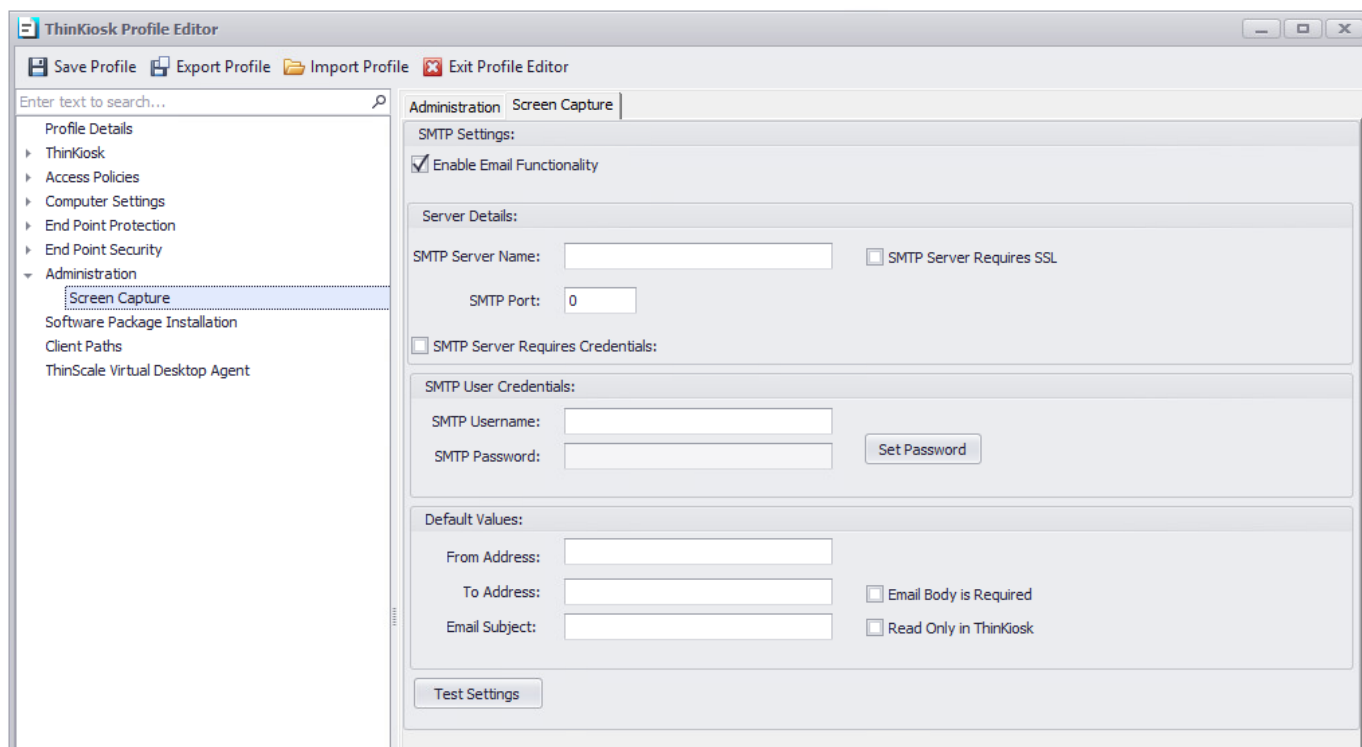 ThinKiosk Profile Editor
Save Profile Export Profile Import Profile Exit Profile Editor
Enter text to search...
Profile Details
ThinKiosk
Access Policies
Computer Settings
End Point Protection
End Point Security
Administration
Screen Capture
Software Package Installation
Client Paths
ThinScale Virtual Desktop Agent
Administration Screen Capture
SMTP Settings:
Enable Email Functionality
Server Details:
SMTP Server Name: SMTP Server Requires SSL
SMTP Port: 0
SMTP Server Requires Credentials:
SMTP User Credentials:
SMTP Username:
SMTP Password: Set Password
Default Values:
From Address:
To Address: Email Body is Required
Email Subject: Read Only in ThinKiosk
Test Settings